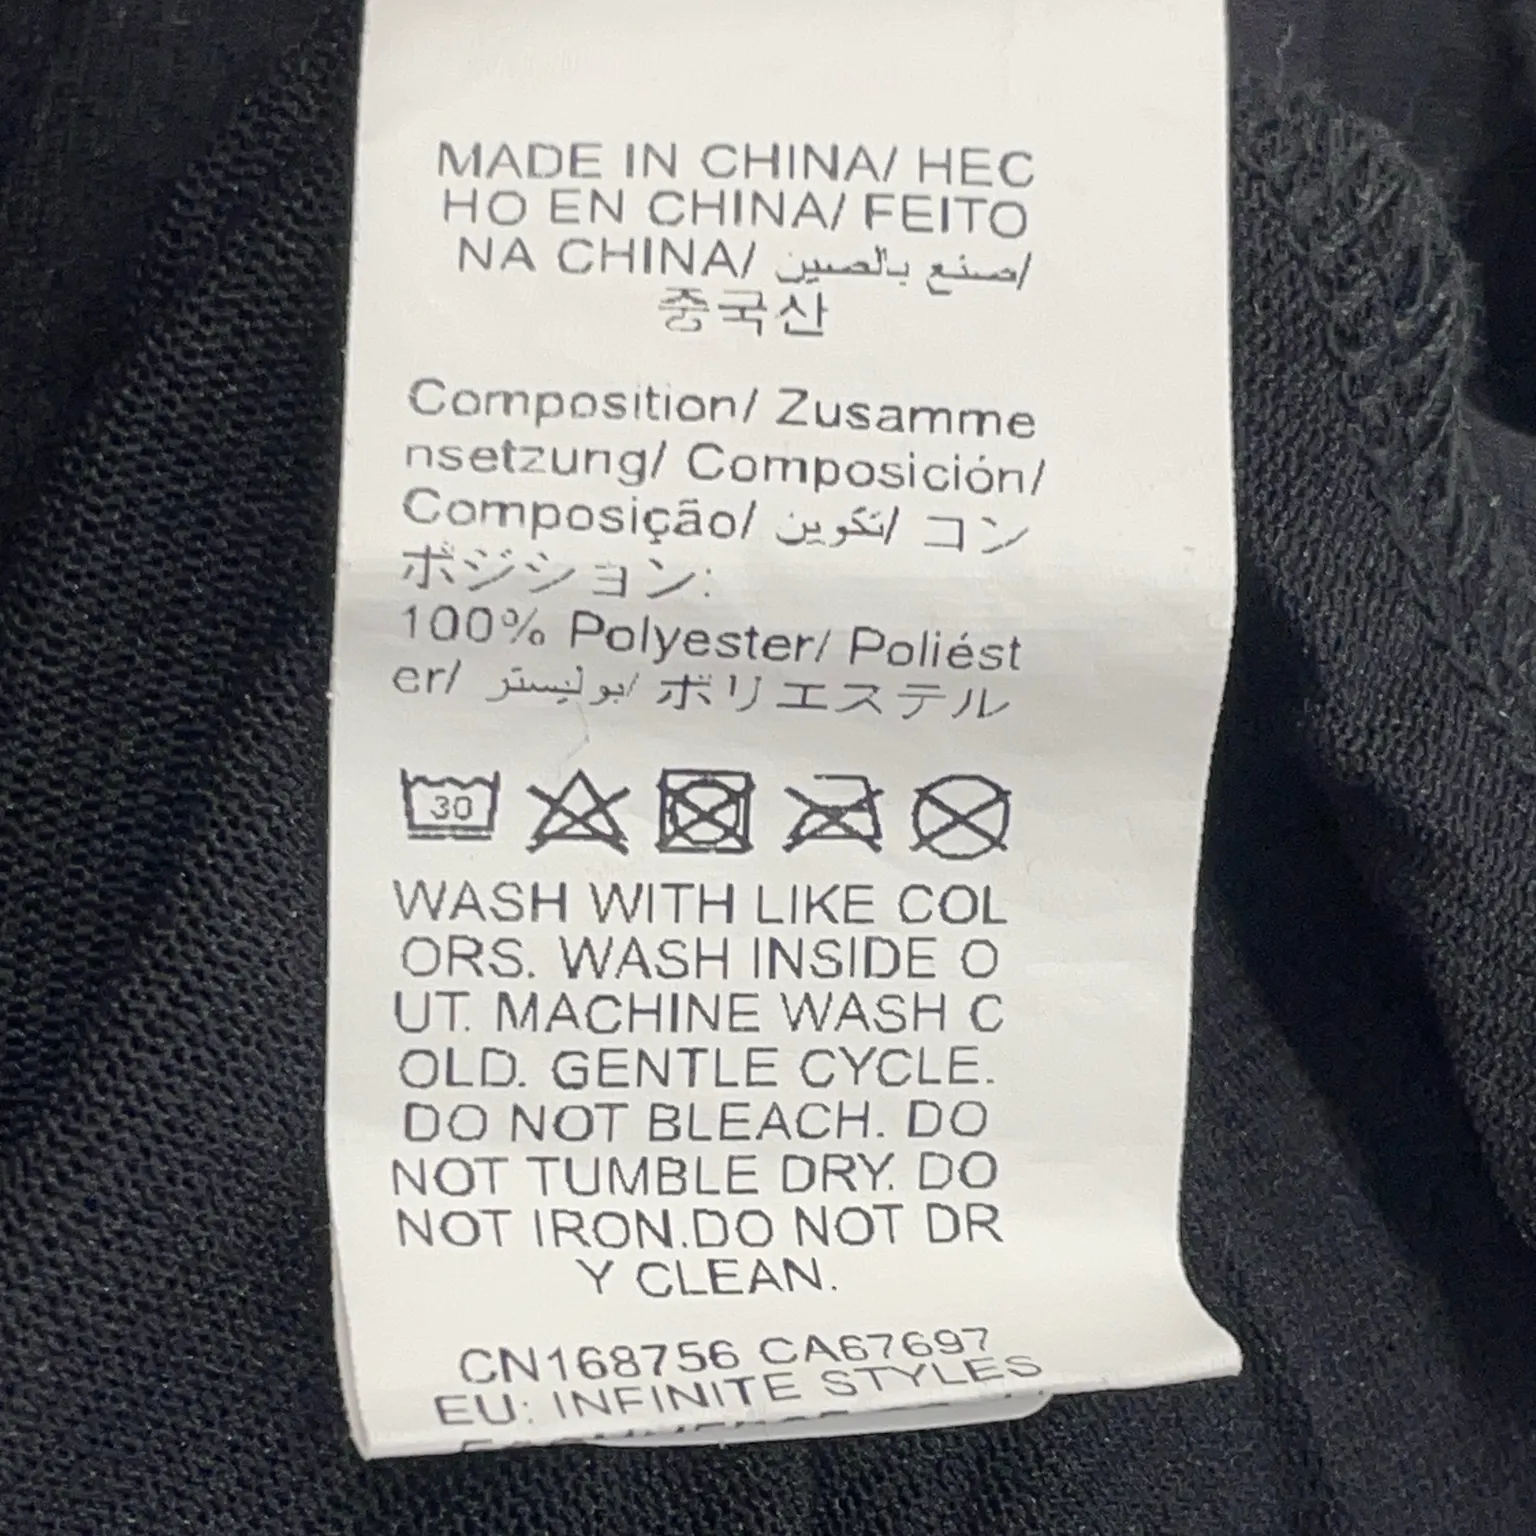 MADE IN CHINA/ HEC
HO EN CHINA/ FEITO
NA CHINA/ صنع بالصين/
중국산
Composition/ Zusamme
nsetzung/ Composición/
Composição/ تكوين/ コン
ポジション:
100% Polyester/ Poliést
er/ بوليستر/ ポリエステル
30
WASH WITH LIKE COL
ORS. WASH INSIDE O
UT. MACHINE WASH C
OLD. GENTLE CYCLE.
DO NOT BLEACH. DO
NOT TUMBLE DRY. DO
NOT IRON.DO NOT DR
Y CLEAN.
CN168756 CA67697
EU: INFINITE STYLES